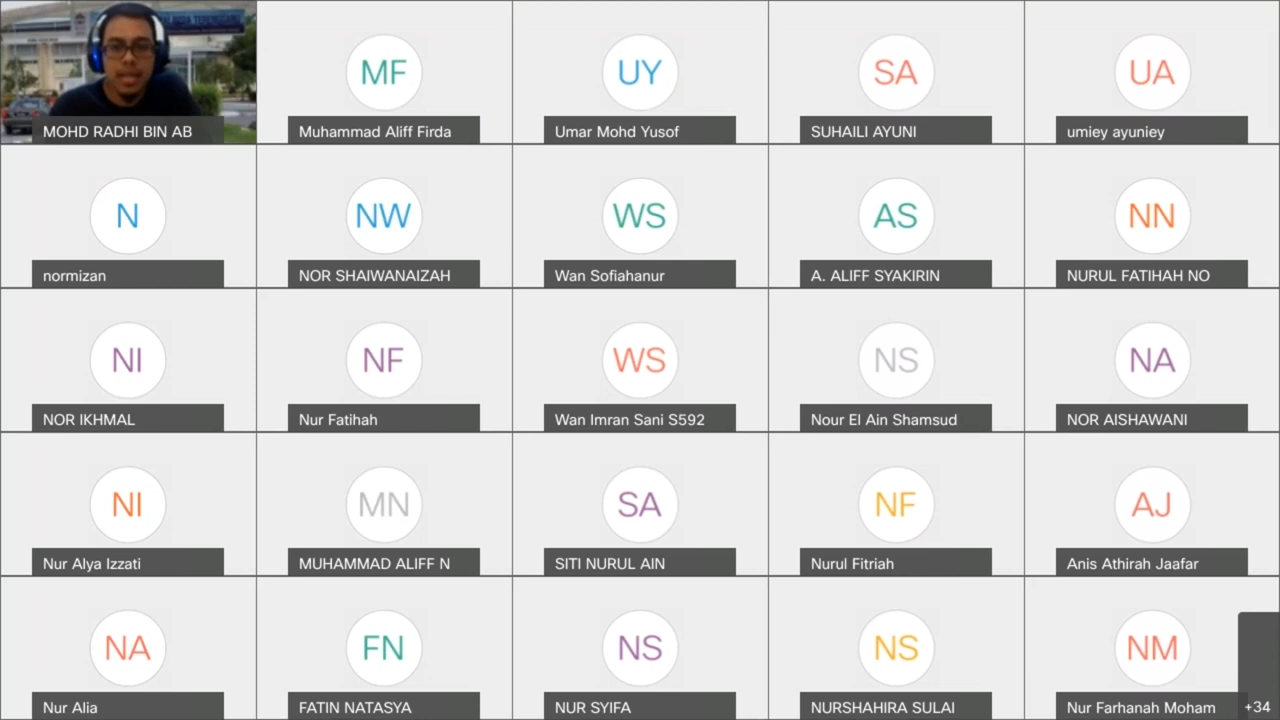 MOHD RADHI BIN AB
MF
Muhammad Aliff Firda
UY
Umar Mohd Yusof
SA
SUHAILI AYUNI
UA
umiey ayuniey
N
normizan
NW
NOR SHAIWANAIZAH
WS
Wan Sofiahanur
AS
A. ALIFF SYAKIRIN
NN
NURUL FATIHAH NO
NI
NOR IKHMAL
NF
Nur Fatihah
WS
Wan Imran Sani S592
NS
Nour El Ain Shamsud
NA
NOR AISHAWANI
NI
Nur Alya Izzati
MN
MUHAMMAD ALIFF N
SA
SITI NURUL AIN
NF
Nurul Fitriah
AJ
Anis Athirah Jaafar
NA
Nur Alia
FN
FATIN NATASYA
NS
NUR SYIFA
NS
NURSHAHIRA SULAI
NM
Nur Farhanah Moham
+34